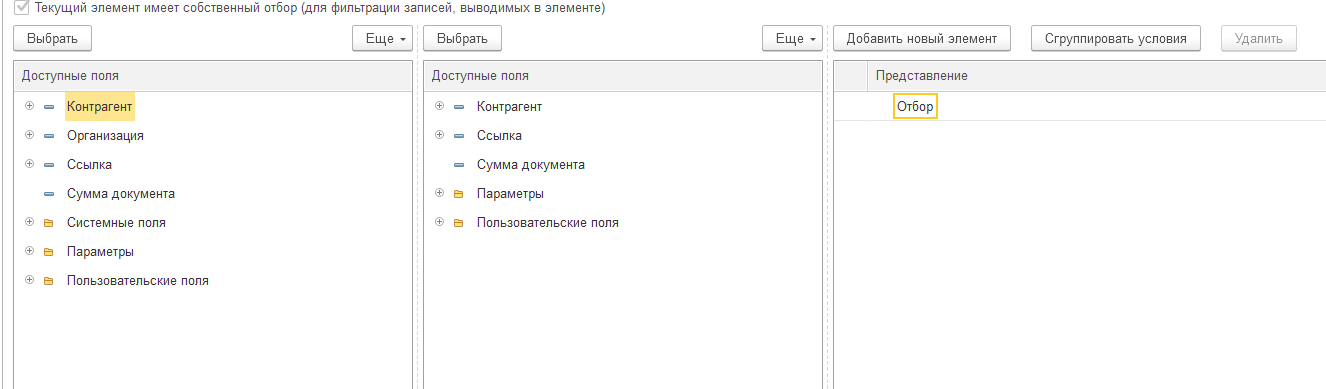 Текущий элемент имеет собственный отбор (для фильтрации записей, выводимых в элементе)
Выбрать
Еще
Выбрать
Еще
Добавить новый элемент
Сгруппировать условия
Удалить
Доступные поля
Контрагент
Организация
Ссылка
Сумма документа
Системные поля
Параметры
Пользовательские поля
Доступные поля
Контрагент
Ссылка
Сумма документа
Параметры
Пользовательские поля
Представление
Отбор